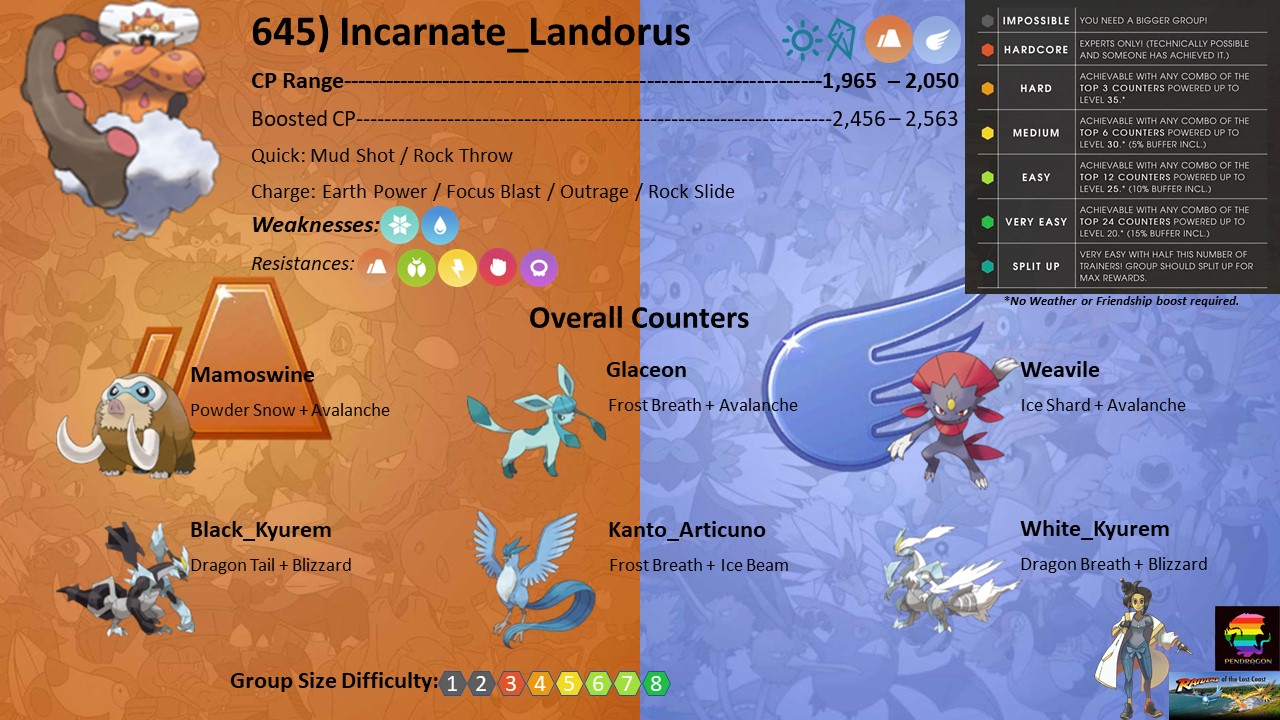 645) Incarnate_Landorus
CP Range------------------------------------------------------------------------1,965 – 2,050
Boosted CP------------------------------------------------------------------------2,456 – 2,563
Quick: Mud Shot / Rock Throw
Charge: Earth Power / Focus Blast / Outrage / Rock Slide
Weaknesses:
Resistances:
IMPOSSIBLE YOU NEED A BIGGER GROUP!
HARDCORE EXPERTS ONLY! (TECHNICALLY POSSIBLE
AND SOMEONE HAS ACHIEVED IT.)
HARD ACHIEVABLE WITH ANY COMBO OF THE
TOP 3 COUNTERS POWERED UP TO
LEVEL 35.*
MEDIUM ACHIEVABLE WITH ANY COMBO OF THE
TOP 6 COUNTERS POWERED UP TO
LEVEL 30.* (5% BUFFER INCL.)
EASY ACHIEVABLE WITH ANY COMBO OF THE
TOP 12 COUNTERS POWERED UP TO
LEVEL 25.* (10% BUFFER INCL.)
VERY EASY ACHIEVABLE WITH ANY COMBO OF THE
TOP 24 COUNTERS POWERED UP TO
LEVEL 20.* (15% BUFFER INCL.)
SPLIT UP VERY EASY WITH HALF THIS NUMBER OF
TRAINERS! GROUP SHOULD SPLIT UP FOR
MAX REWARDS.
*No Weather or Friendship boost required.
Overall Counters
Mamoswine
Powder Snow + Avalanche
Glaceon
Frost Breath + Avalanche
Weavile
Ice Shard + Avalanche
Black_Kyurem
Dragon Tail + Blizzard
Kanto_Articuno
Frost Breath + Ice Beam
White_Kyurem
Dragon Breath + Blizzard
Group Size Difficulty: 1 2 3 4 5 6 7 8
PENDRAGON
RAIDERS of the Lost Coast